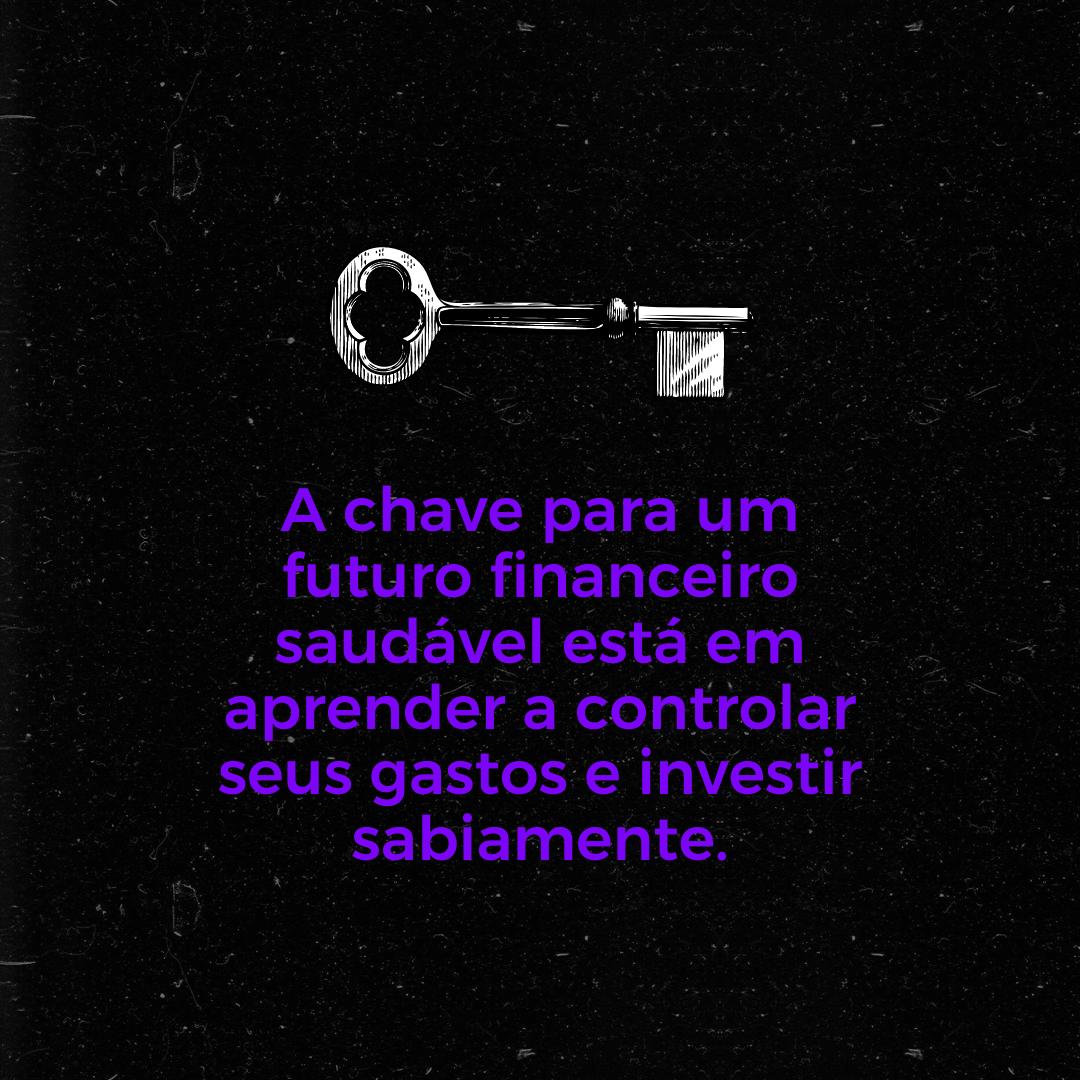 A chave para um
futuro financeiro
saudável está em
aprender a controlar
seus gastos e investir
sabiamente.